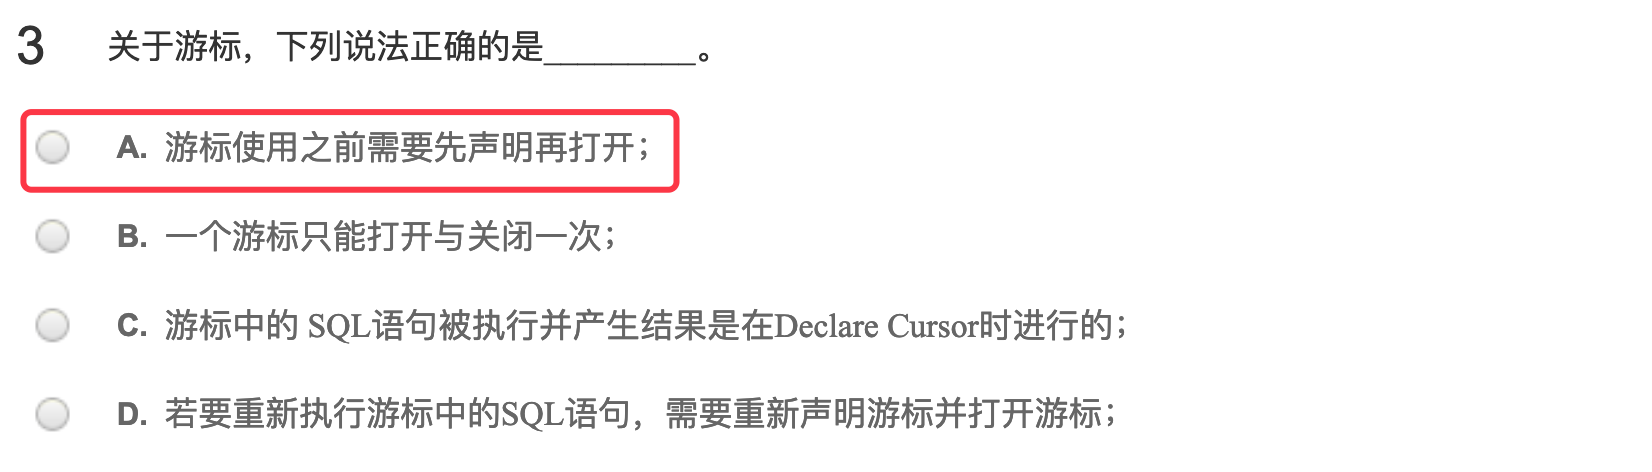 3 关于游标，下列说法正确的是_________。
A. 游标使用之前需要先声明再打开；
B. 一个游标只能打开与关闭一次；
C. 游标中的 SQL语句被执行并产生结果是在Declare Cursor时进行的；
D. 若要重新执行游标中的SQL语句，需要重新声明游标并打开游标；